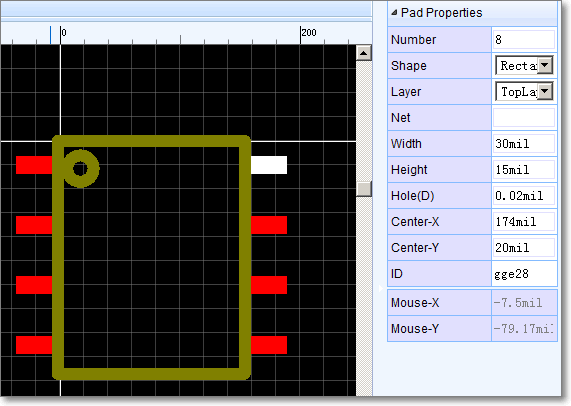 0
200
Pad Properties
Number 8
Shape Recta
Layer TopLa
Net
Width 30mil
Height 15mil
Hole(D) 0.02mil
Center-X 174mil
Center-Y 20mil
ID gge28
Mouse-X -7.5mil
Mouse-Y -79.17mil